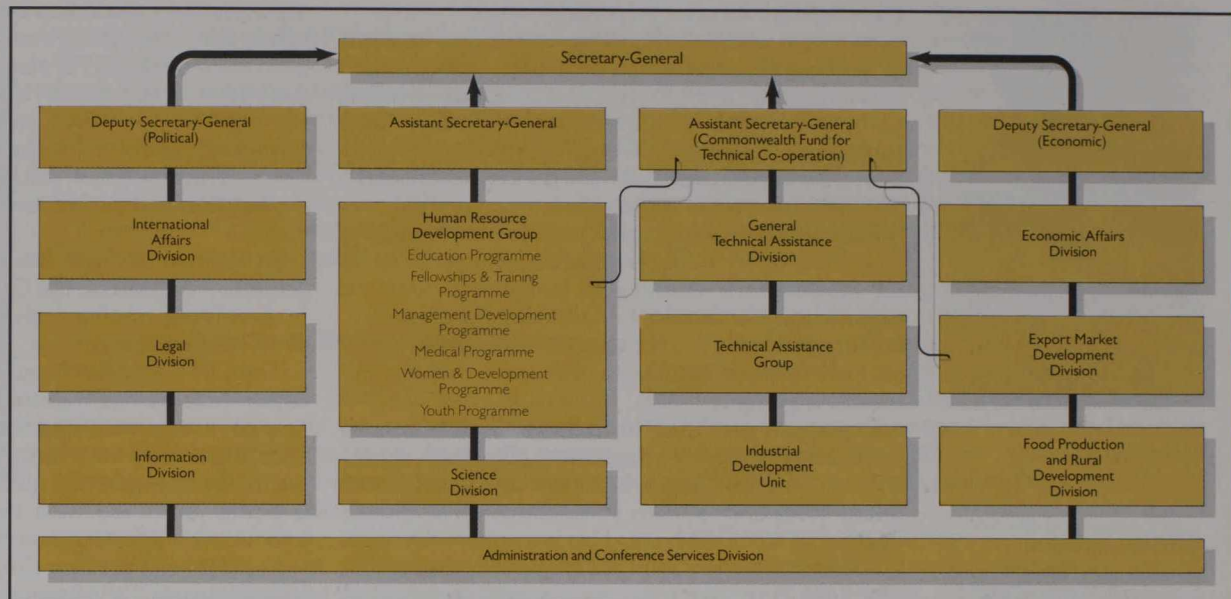 Secretary-General
Deputy Secretary-General
(Political)
International
Affairs
Division
Legal
Division
Information
Division
Assistant Secretary-General
Human Resource
Development Group
Education Programme
Fellowships & Training
Programme
Management Development
Programme
Medical Programme
Women & Development
Programme
Youth Programme
Science
Division
Assistant Secretary-General
(Commonwealth Fund for
Technical Co-operation)
General
Technical Assistance
Division
Technical Assistance
Group
Industrial
Development
Unit
Deputy Secretary-General
(Economic)
Economic Affairs
Division
Export Market
Development
Division
Food Production
and Rural
Development
Division
Administration and Conference Services Division